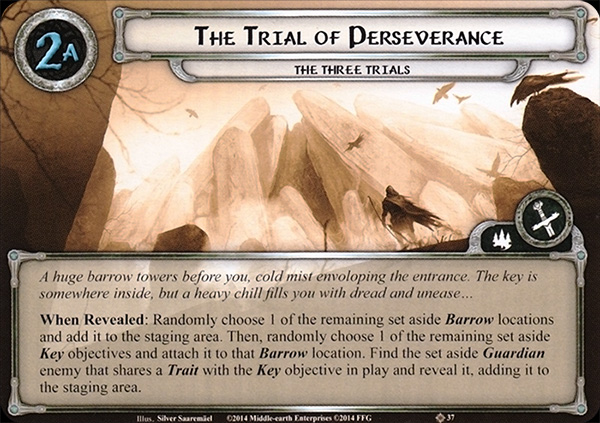 2A
The Trial of Perseverance
The Three Trials
A huge barrow towers before you, cold mist envoloping the entrance. The key is
somewhere inside, but a heavy chill fills you with dread and unease…
When Revealed: Randomly choose 1 of the remaining set aside Barrow locations
and add it to the staging area. Then, randomly choose 1 of the remaining set aside
Key objectives and attach it to that Barrow location. Find the set aside Guardian
enemy that shares a Trait with the Key objective in play and reveal it, adding it to
the staging area.
Illus. Silver Saaremäel ©2014 Middle-earth Enterprises ©2014 FFG 37